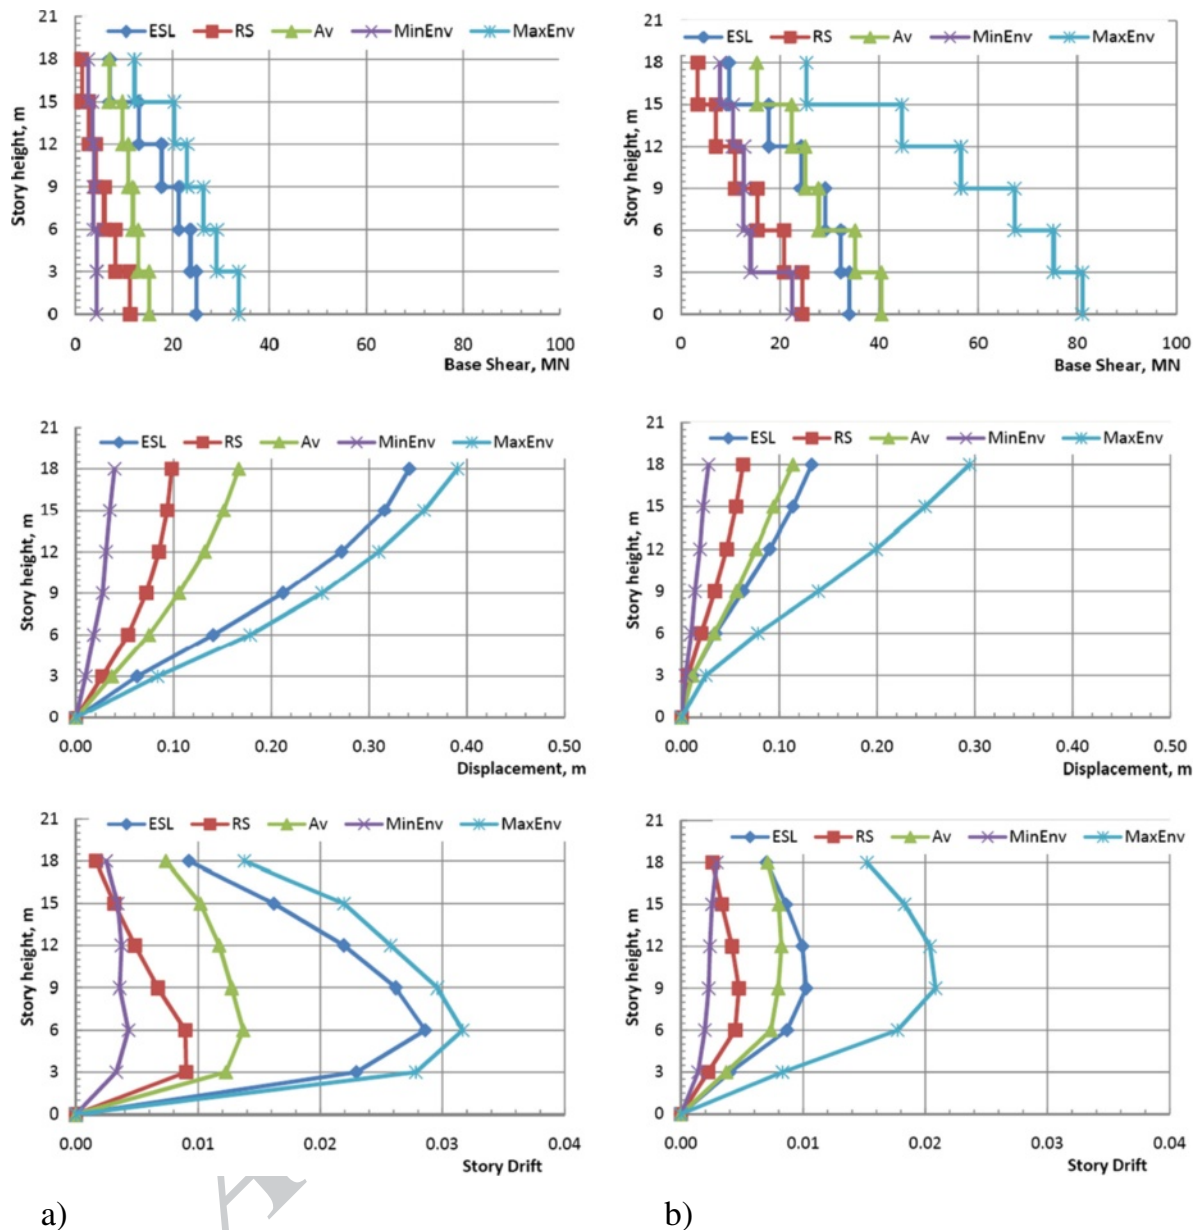 21
ESL RS Av MinEnv MaxEnv
18
15
12
9
6
3
0
Story height, m
0 20 40 60 80 100
Base Shear, MN
21
ESL RS Av MinEnv MaxEnv
18
15
12
9
6
3
0
Story height, m
0 20 40 60 80 100
Base Shear, MN
21
ESL RS Av MinEnv MaxEnv
18
15
12
9
6
3
0
Story height, m
0.00 0.10 0.20 0.30 0.40 0.50
Displacement, m
21
ESL RS Av MinEnv MaxEnv
18
15
12
9
6
3
0
Story height, m
0.00 0.10 0.20 0.30 0.40 0.50
Displacement, m
21
ESL RS Av MinEnv MaxEnv
18
15
12
9
6
3
0
Story height, m
0.00 0.01 0.02 0.03 0.04
Story Drift
21
ESL RS Av MinEnv MaxEnv
18
15
12
9
6
3
0
Story height, m
0.00 0.01 0.02 0.03 0.04
Story Drift
a) b)